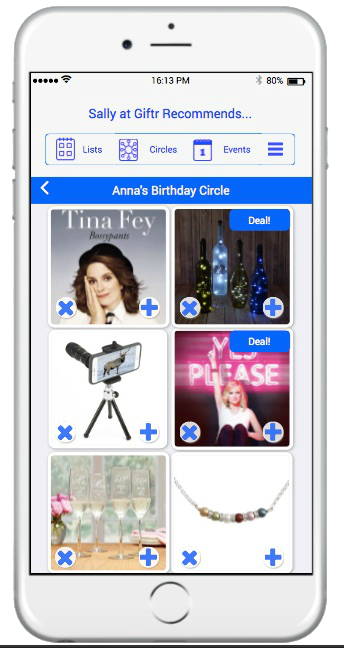 16:13 PM 80%
Sally at Giftr Recommends...
Lists Circles 1 Events
Anna's Birthday Circle
Tina Fey
Bossypants
Deal!
Deal!
YES
PLEASE